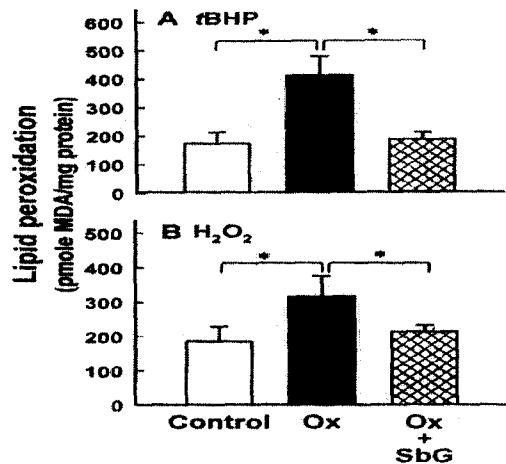 Lipid peroxidation
(pmole MDA/mg protein)
A tBHP
600
500
400
300
200
100
0
*
*
B H₂O₂
500
400
300
200
100
0
*
*
Control
Ox
Ox
+
SbG